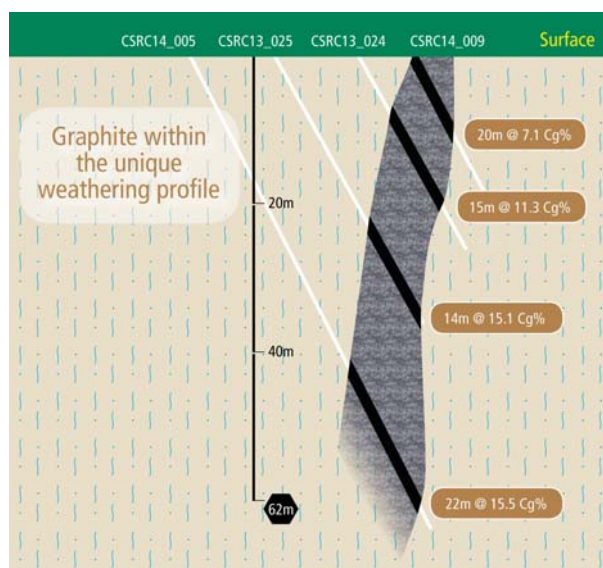 CSRC14_005 CSRC13_025 CSRC13_024 CSRC14_009 Surface
Graphite within
the unique
weathering profile
20m @ 7.1 Cg%
20m
15m @ 11.3 Cg%
14m @ 15.1 Cg%
40m
22m @ 15.5 Cg%
62m